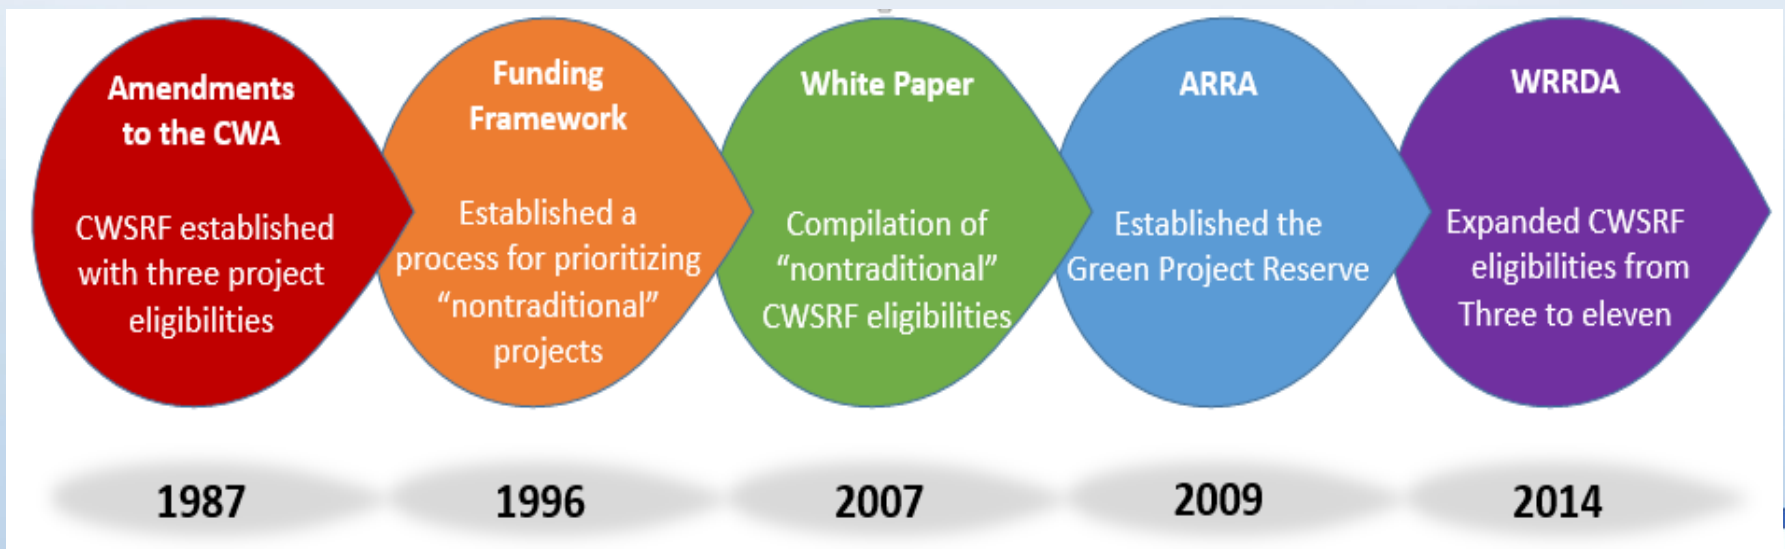 Amendments
to the CWA
CWSRF established
with three project
eligibilities
1987
Funding
Framework
Established a
process for prioritizing
“nontraditional”
projects
1996
White Paper
Compilation of
“nontraditional”
CWSRF eligibilities
2007
ARRA
Established the
Green Project Reserve
2009
WRRDA
Expanded CWSRF
eligibilities from
Three to eleven
2014